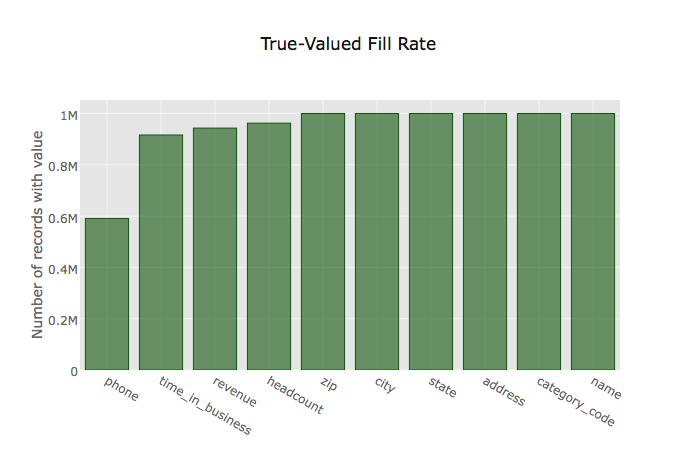 True-Valued Fill Rate
Number of records with value
1M
0.8M
0.6M
0.4M
0.2M
0
phone
time_in_business
revenue
headcount
zip
city
state
address
category_code
name